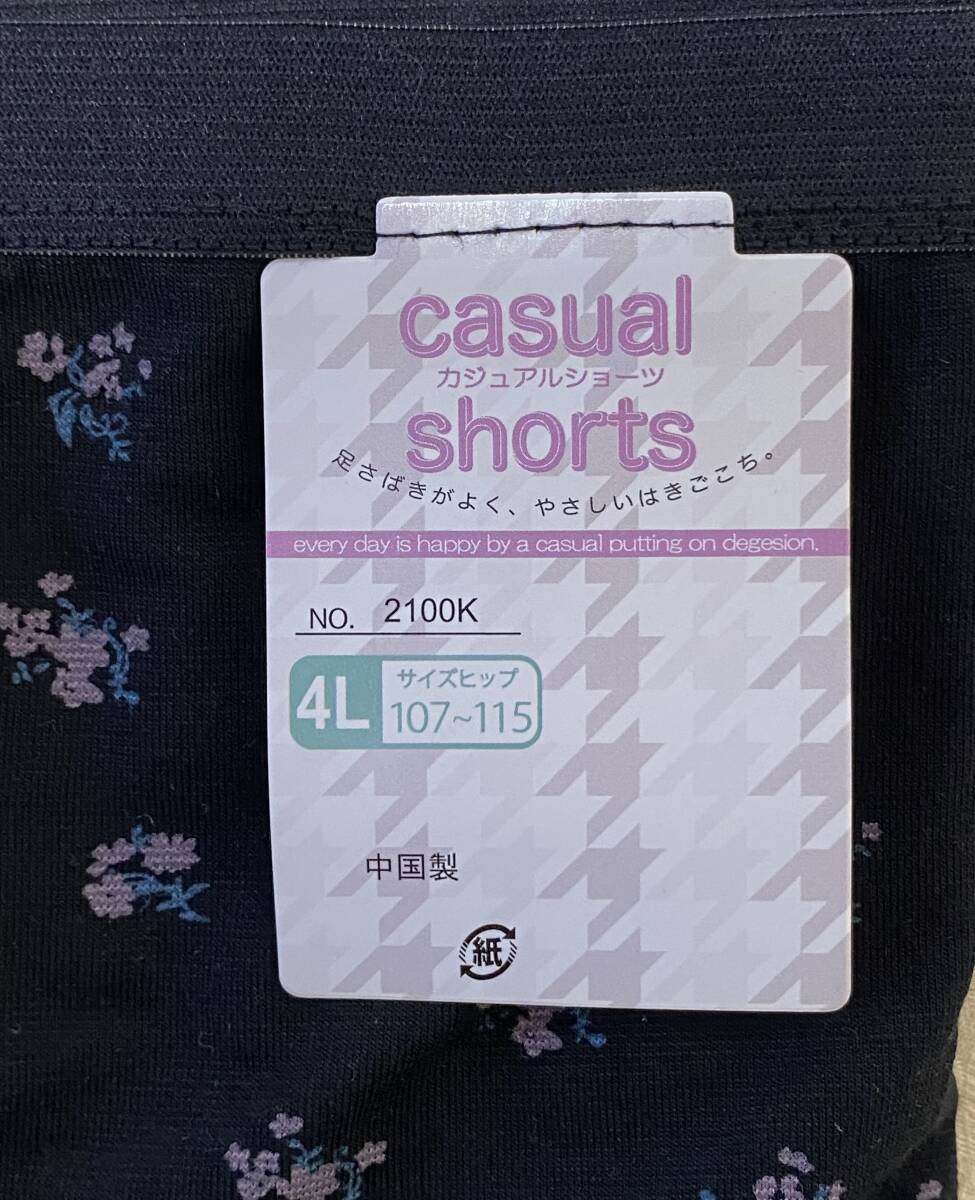 casual
カジュアルショーツ
shorts
足さばきがよく、やさしいはきごこち。
every day is happy by a casual putting on degesion.
NO. 2100K
4L
サイズヒップ
107~115
中国製
紙